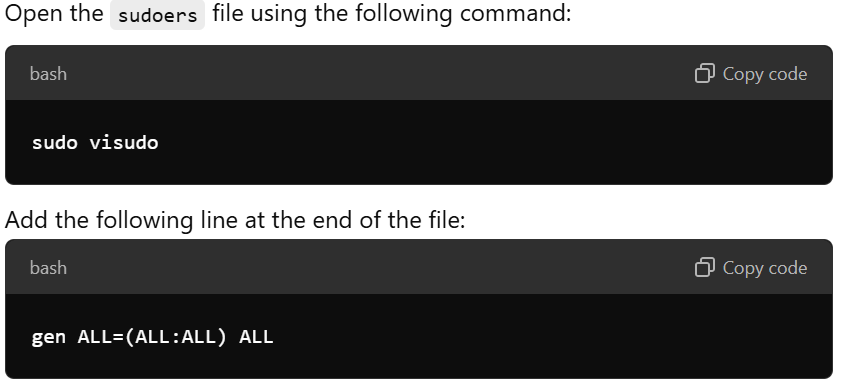 Open the sudoers file using the following command:
bash Copy code
sudo visudo
Add the following line at the end of the file:
bash Copy code
gen ALL=(ALL:ALL) ALL